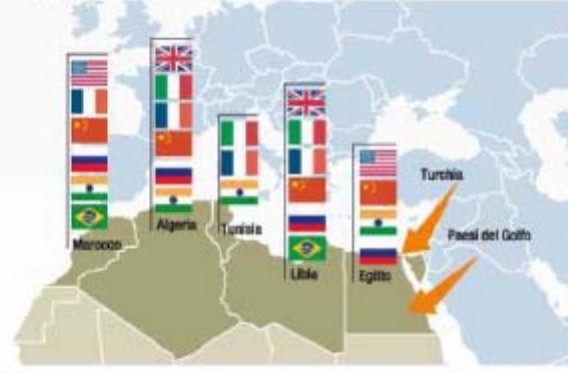 Turchia
Paesi del Golfo
Marocco
Algeria
Tunisia
Libia
Egitto